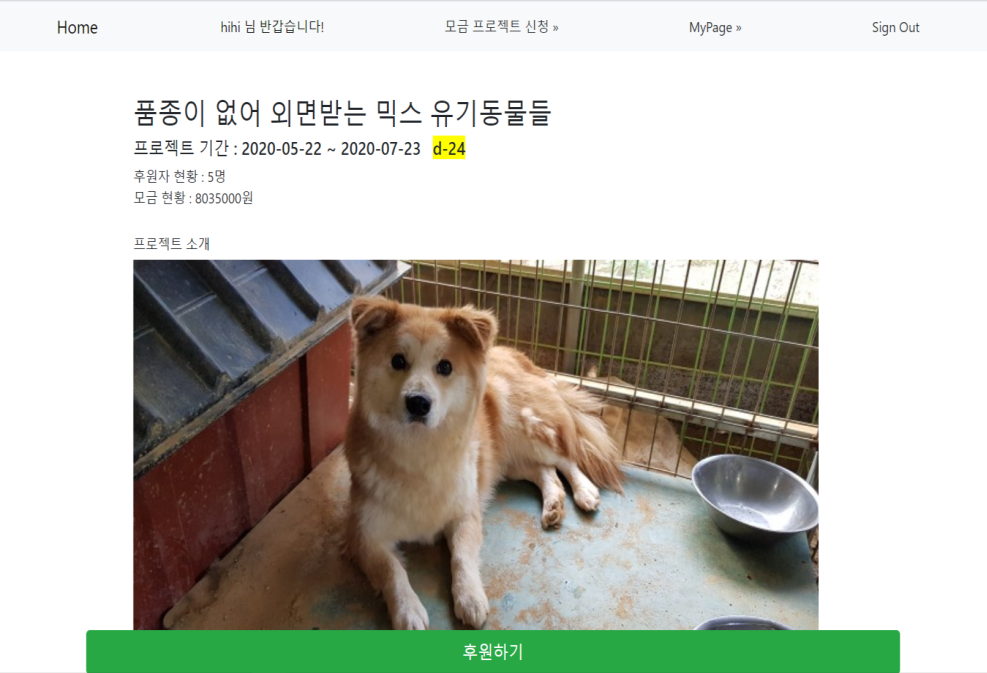 Home hihi 님 반갑습니다! 모금 프로젝트 신청 » MyPage » Sign Out
품종이 없어 외면받는 믹스 유기동물들
프로젝트 기간 : 2020-05-22 ~ 2020-07-23 d-24
후원자 현황 : 5명
모금 현황 : 8035000원
프로젝트 소개
후원하기